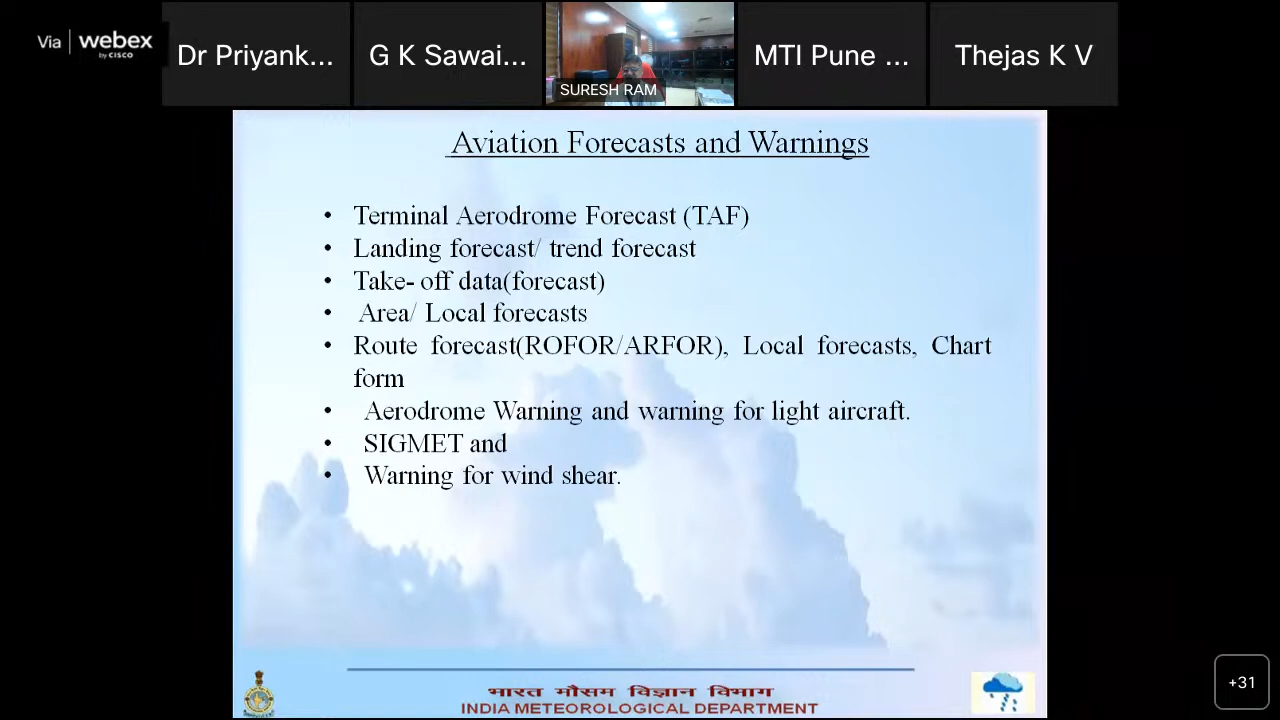 Via webex
by CISCO
Dr Priyank...
G K Sawai...
SURESH RAM
MTI Pune ...
Thejas K V
Aviation Forecasts and Warnings
• Terminal Aerodrome Forecast (TAF)
• Landing forecast/ trend forecast
• Take- off data(forecast)
• Area/ Local forecasts
• Route forecast(ROFOR/ARFOR), Local forecasts, Chart
form
• Aerodrome Warning and warning for light aircraft.
• SIGMET and
• Warning for wind shear.
भारत मौसम विज्ञान विभाग
INDIA METEOROLOGICAL DEPARTMENT
+31